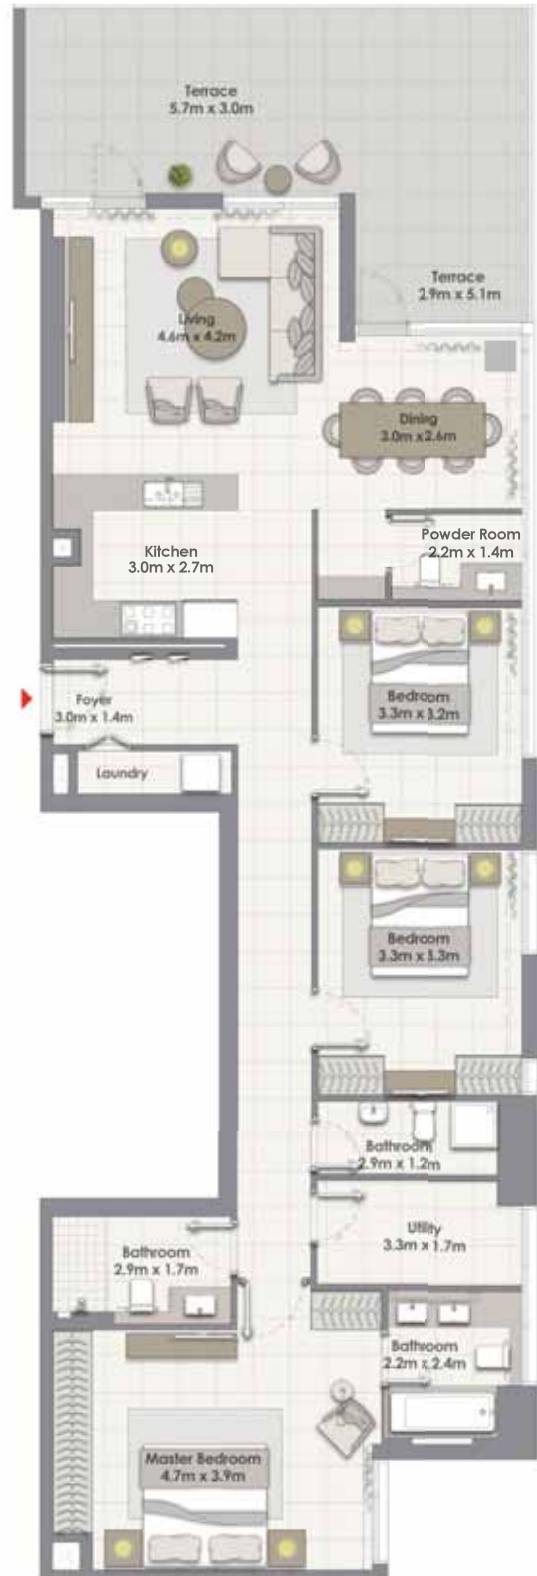 Terrace
5.7m x 3.0m
Terrace
2.9m x 5.1m
Living
4.6m x 4.2m
Dining
3.0m x 2.6m
Powder Room
2.2m x 1.4m
Kitchen
3.0m x 2.7m
Foyer
3.0m x 1.4m
Bedroom
3.3m x 3.2m
Laundry
Bedroom
3.3m x 3.3m
Bathroom
2.9m x 1.2m
Utility
3.3m x 1.7m
Bathroom
2.9m x 1.7m
Bathroom
2.2m x 2.4m
Master Bedroom
4.7m x 3.9m